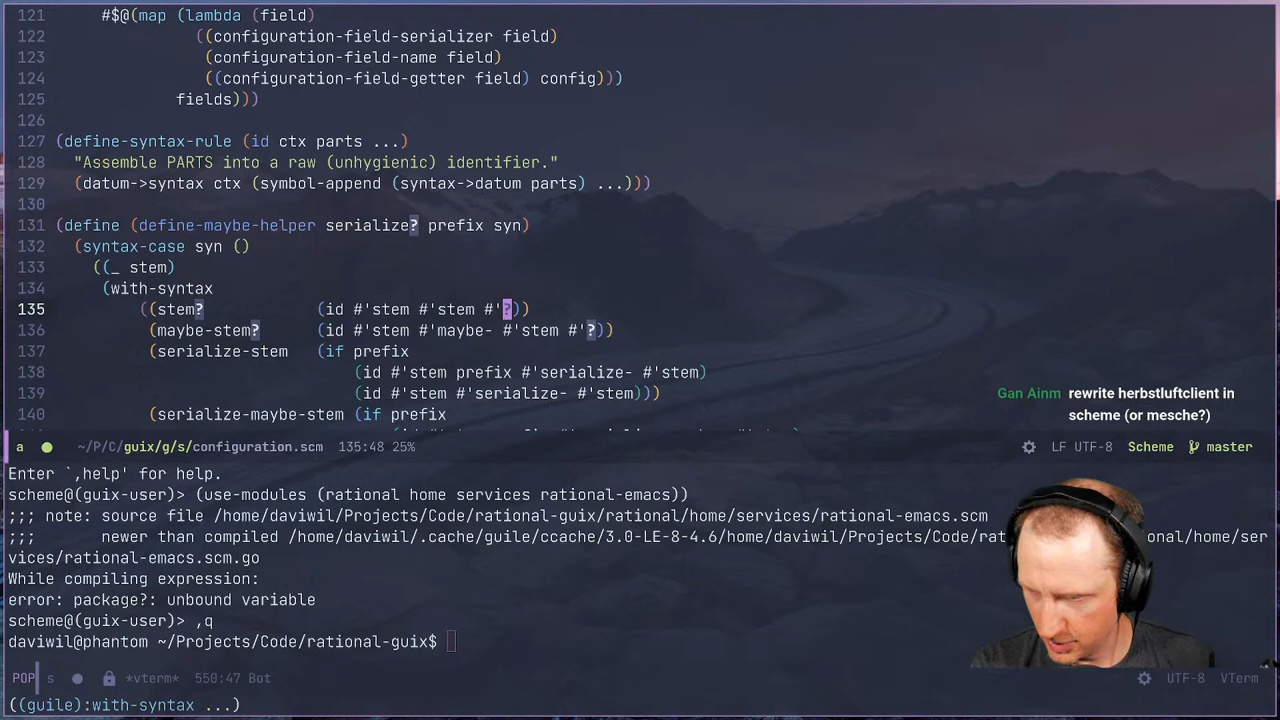 121 #$@(map (lambda (field)
122 ((configuration-field-serializer field)
123 (configuration-field-name field)
124 ((configuration-field-getter field) config)))
125 fields)))
126
127 (define-syntax-rule (id ctx parts ...)
128 "Assemble PARTS into a raw (unhygienic) identifier."
129 (datum->syntax ctx (symbol-append (syntax->datum parts) ...)))
130
131 (define (define-maybe-helper serialize? prefix syn)
132 (syntax-case syn ()
133 ((_ stem)
134 (with-syntax
135 ((stem? (id #'stem #'stem #'?))
136 (maybe-stem? (id #'stem #'maybe- #'stem #'?))
137 (serialize-stem (if prefix
138 (id #'stem prefix #'serialize- #'stem)
139 (id #'stem #'serialize- #'stem)))
140 (serialize-maybe-stem (if prefix
Gan Ainm rewrite herbstluftclient in
scheme (or mesche?)
a ~/P/C/guix/g/s/configuration.scm 135:48 25% LF UTF-8 Scheme master
Enter `,help' for help.
scheme@(guix-user)> (use-modules (rational home services rational-emacs))
;;; note: source file /home/daviwil/Projects/Code/rational-guix/rational/home/services/rational-emacs.scm
;;; newer than compiled /home/daviwil/.cache/guile/ccache/3.0-LE-8-4.6/home/daviwil/Projects/Code/rat onal/home/ser
vices/rational-emacs.scm.go
While compiling expression:
error: package?: unbound variable
scheme@(guix-user)> ,q
daviwil@phantom ~/Projects/Code/rational-guix$
POP s *vterm* 550:47 Bot UTF-8 VTerm
((guile):with-syntax ...)